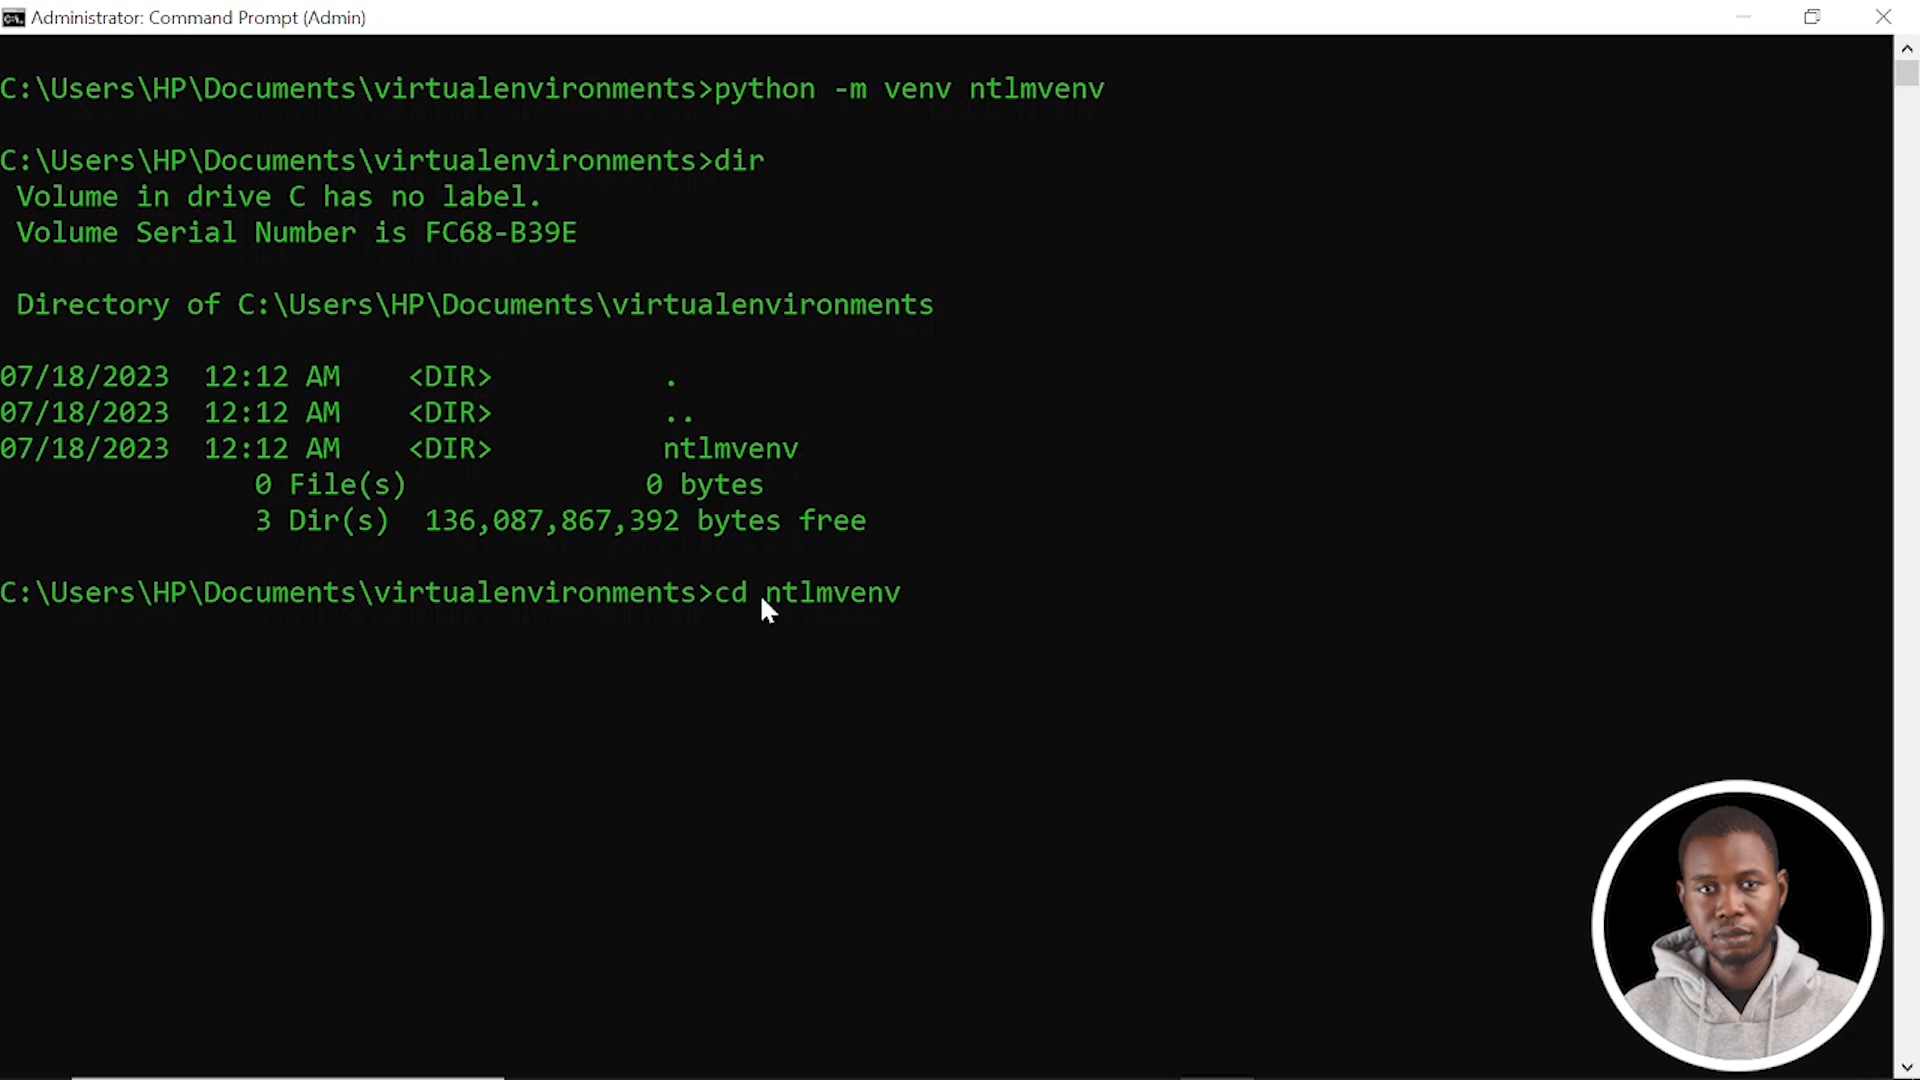 Administrator: Command Prompt (Admin)
C:\Users\HP\Documents\virtualenvironments>python -m venv ntlmvenv
C:\Users\HP\Documents\virtualenvironments>dir
Volume in drive C has no label.
Volume Serial Number is FC68-B39E
Directory of C:\Users\HP\Documents\virtualenvironments
07/18/2023  12:12 AM    <DIR>          .
07/18/2023  12:12 AM    <DIR>          ..
07/18/2023  12:12 AM    <DIR>          ntlmvenv
0 File(s)              0 bytes
3 Dir(s)  136,087,867,392 bytes free
C:\Users\HP\Documents\virtualenvironments>cd ntlmvenv